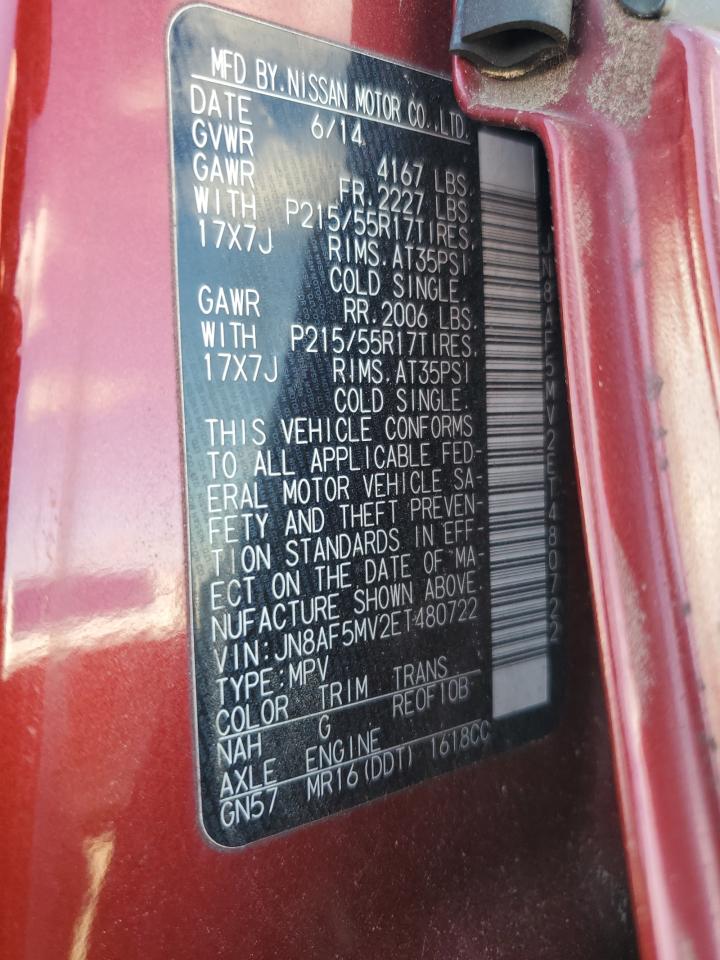 MFD BY.NISSAN MOTOR CO.,LTD.
DATE 6/14
GVWR 4167 LBS.
GAWR FR.2227 LBS.
WITH P215/55R17TIRES.
17X7J RIMS.AT35PSI
COLD SINGLE.
GAWR RR.2006 LBS.
WITH P215/55R17TIRES.
17X7J RIMS.AT35PSI
COLD SINGLE.
THIS VEHICLE CONFORMS
TO ALL APPLICABLE FED-
ERAL MOTOR VEHICLE SA-
FETY AND THEFT PREVEN-
TION STANDARDS IN EFF-
ECT ON THE DATE OF MA-
NUFACTURE SHOWN ABOVE
VIN:JN8AF5MV2ET480722
TYPE:MPV
COLOR TRIM TRANS
NAH G RE0F10B
AXLE ENGINE
GN57 MR16(DDT) 1618CC
JN8AF5MV2ET480722